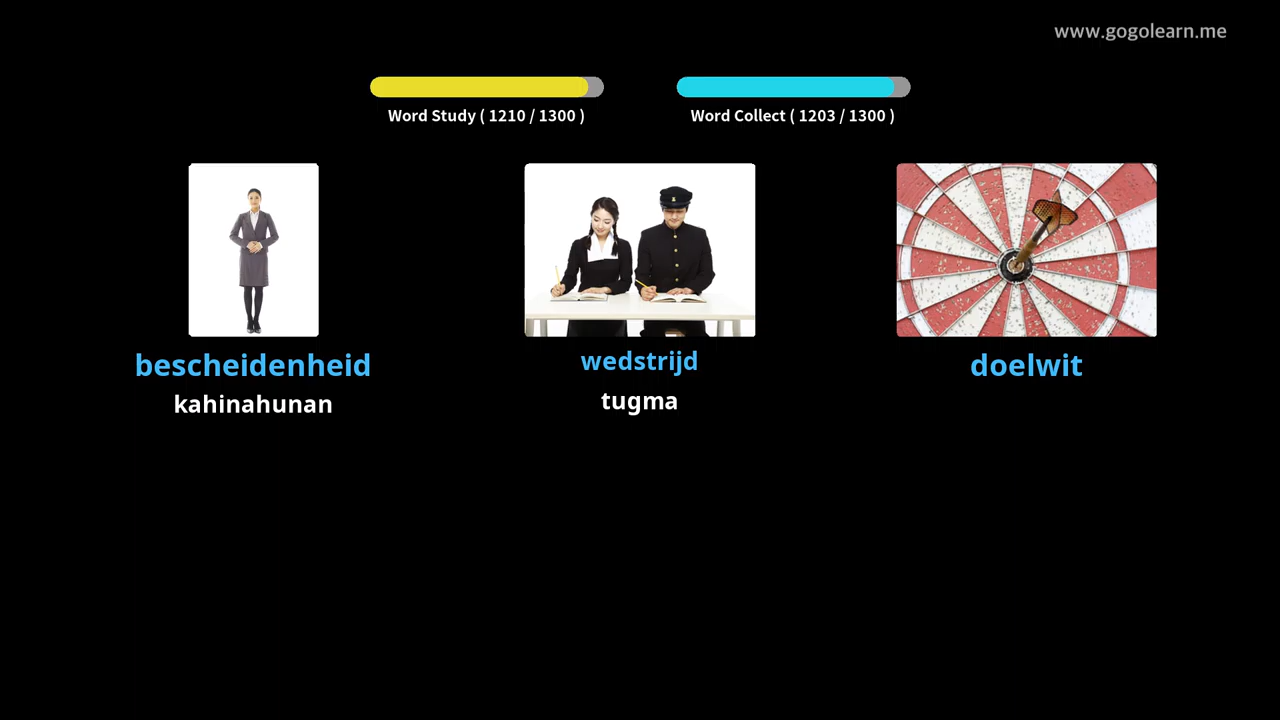 www.gogolearn.me
Word Study ( 1210 / 1300 )
Word Collect ( 1203 / 1300 )
bescheidenheid
kahinahunan
wedstrijd
tugma
doelwit